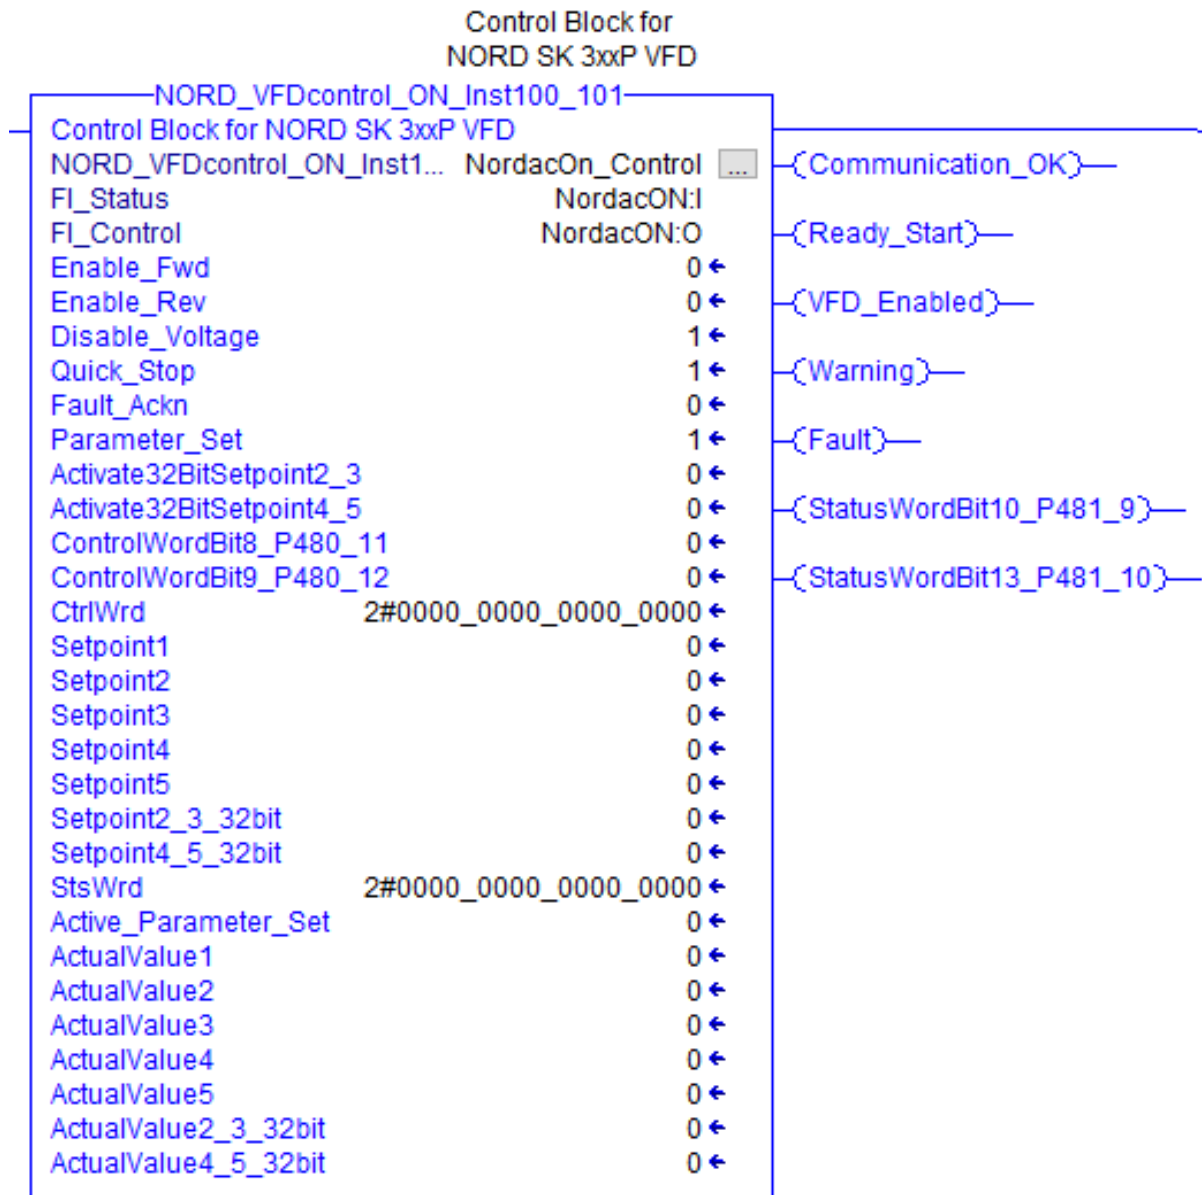 Control Block for
NORD SK 3xxP VFD
NORD_VFDcontrol_ON_Inst100_101
Control Block for NORD SK 3xxP VFD
NORD_VFDcontrol_ON_Inst1... NordacOn_Control ... Communication_OK
FI_Status NordacON:I
FI_Control NordacON:O Ready_Start
Enable_Fwd 0
Enable_Rev 0 VFD_Enabled
Disable_Voltage 1
Quick_Stop 1 Warning
Fault_Ackn 0
Parameter_Set 1 Fault
Activate32BitSetpoint2_3 0
Activate32BitSetpoint4_5 0 StatusWordBit10_P481_9
ControlWordBit8_P480_11 0
ControlWordBit9_P480_12 0 StatusWordBit13_P481_10
CtrlWrd 2#0000_0000_0000_0000
Setpoint1 0
Setpoint2 0
Setpoint3 0
Setpoint4 0
Setpoint5 0
Setpoint2_3_32bit 0
Setpoint4_5_32bit 0
StsWrd 2#0000_0000_0000_0000
Active_Parameter_Set 0
ActualValue1 0
ActualValue2 0
ActualValue3 0
ActualValue4 0
ActualValue5 0
ActualValue2_3_32bit 0
ActualValue4_5_32bit 0